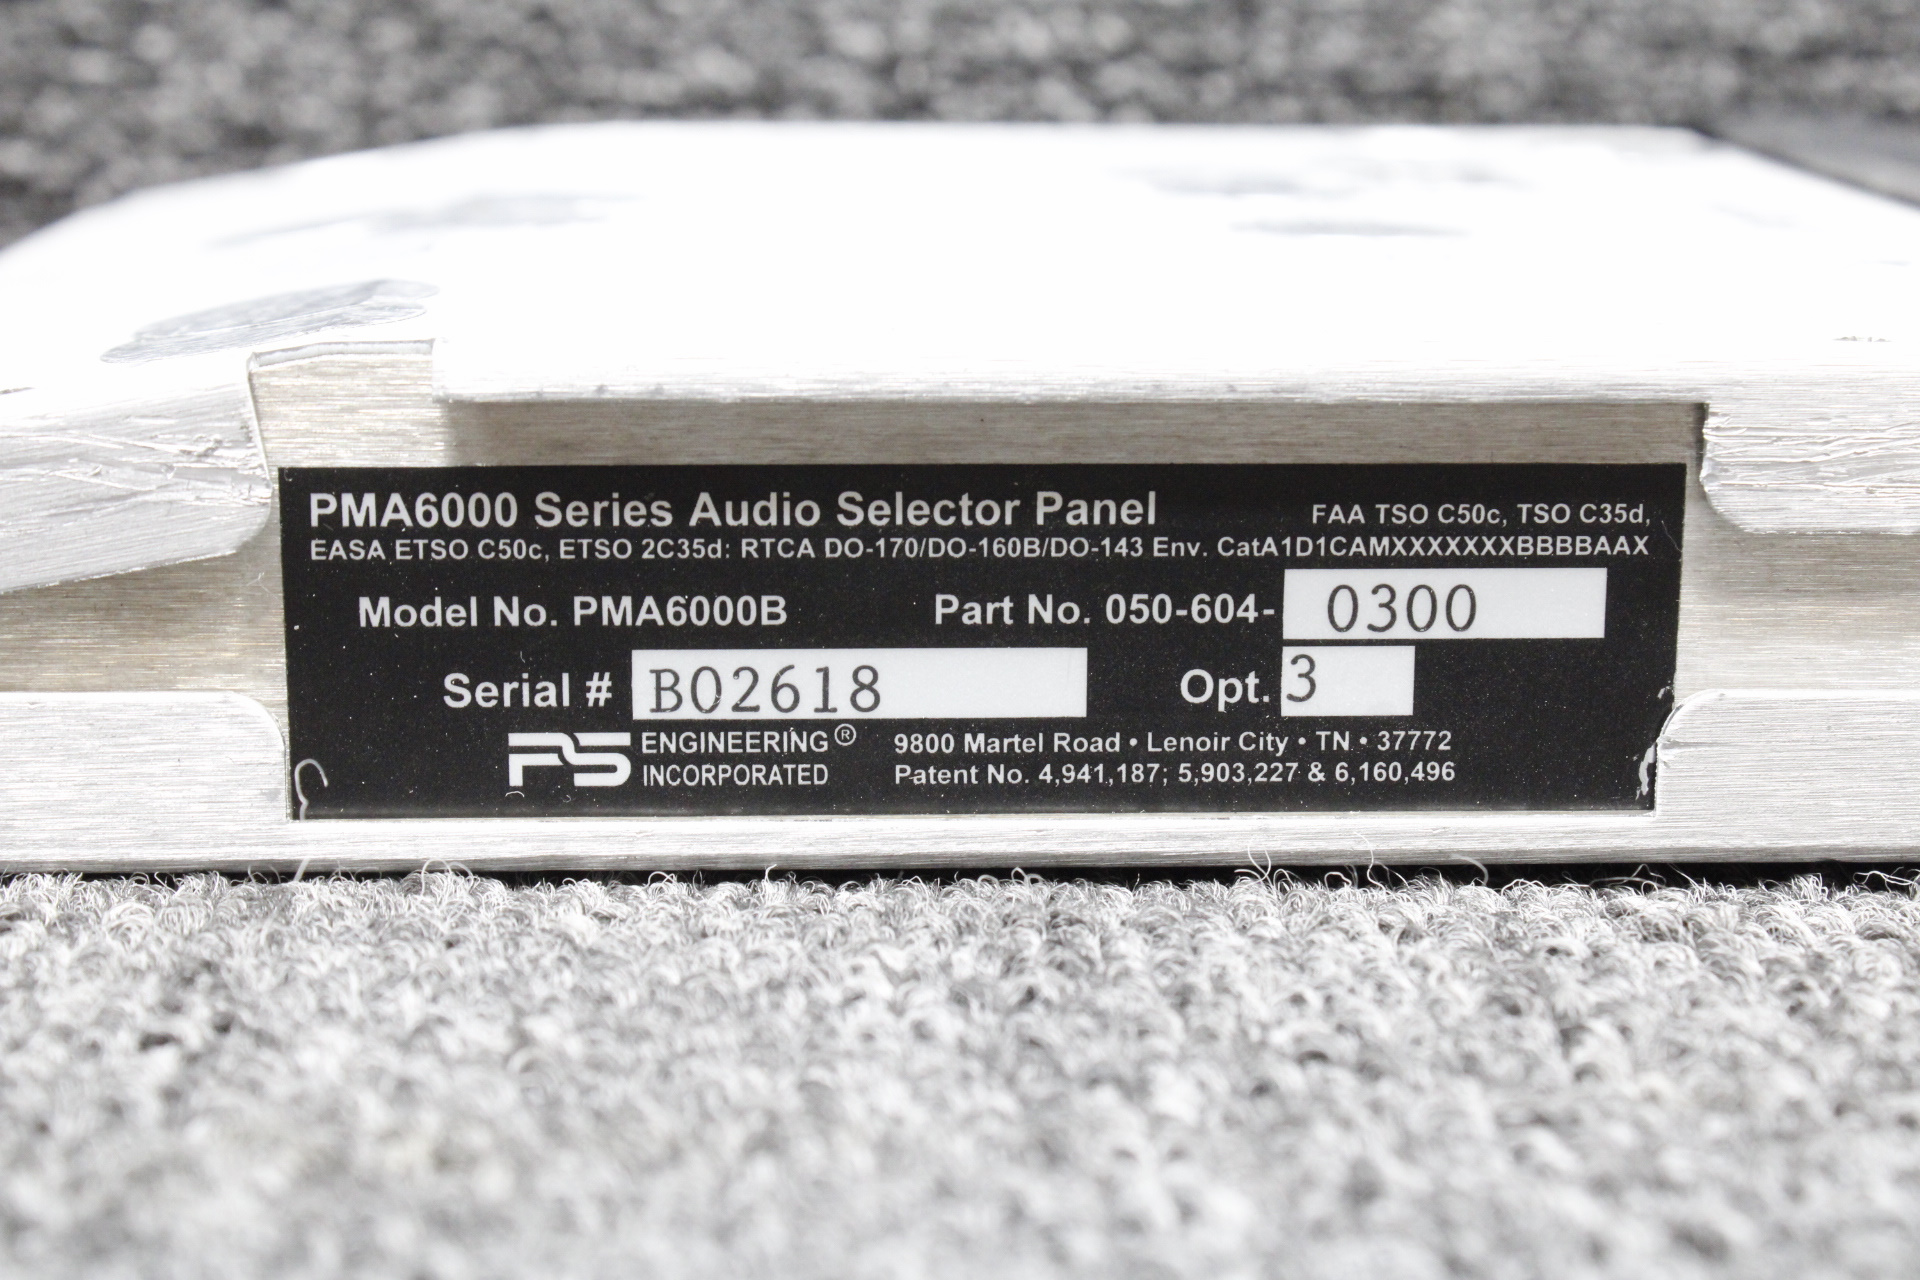 PMA6000 Series Audio Selector Panel FAA TSO C50c, TSO C35d,
EASA ETSO C50c, ETSO 2C35d: RTCA DO-170/DO-160B/DO-143 Env. CatA1D1CAMXXXXXXXBBBBAAX
Model No. PMA6000B Part No. 050-604- 0300
Serial # B02618 Opt. 3
PS ENGINEERING® 9800 Martel Road • Lenoir City • TN • 37772
INCORPORATED Patent No. 4,941,187; 5,903,227 & 6,160,496